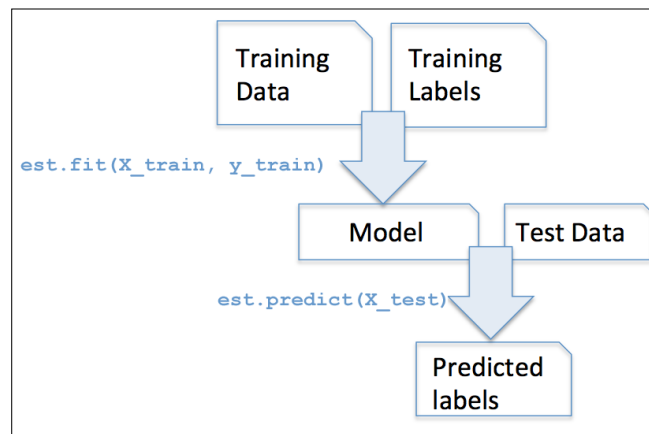 Training
Data
Training
Labels
est.fit(X_train, y_train)
Model
Test Data
est.predict(X_test)
Predicted
labels